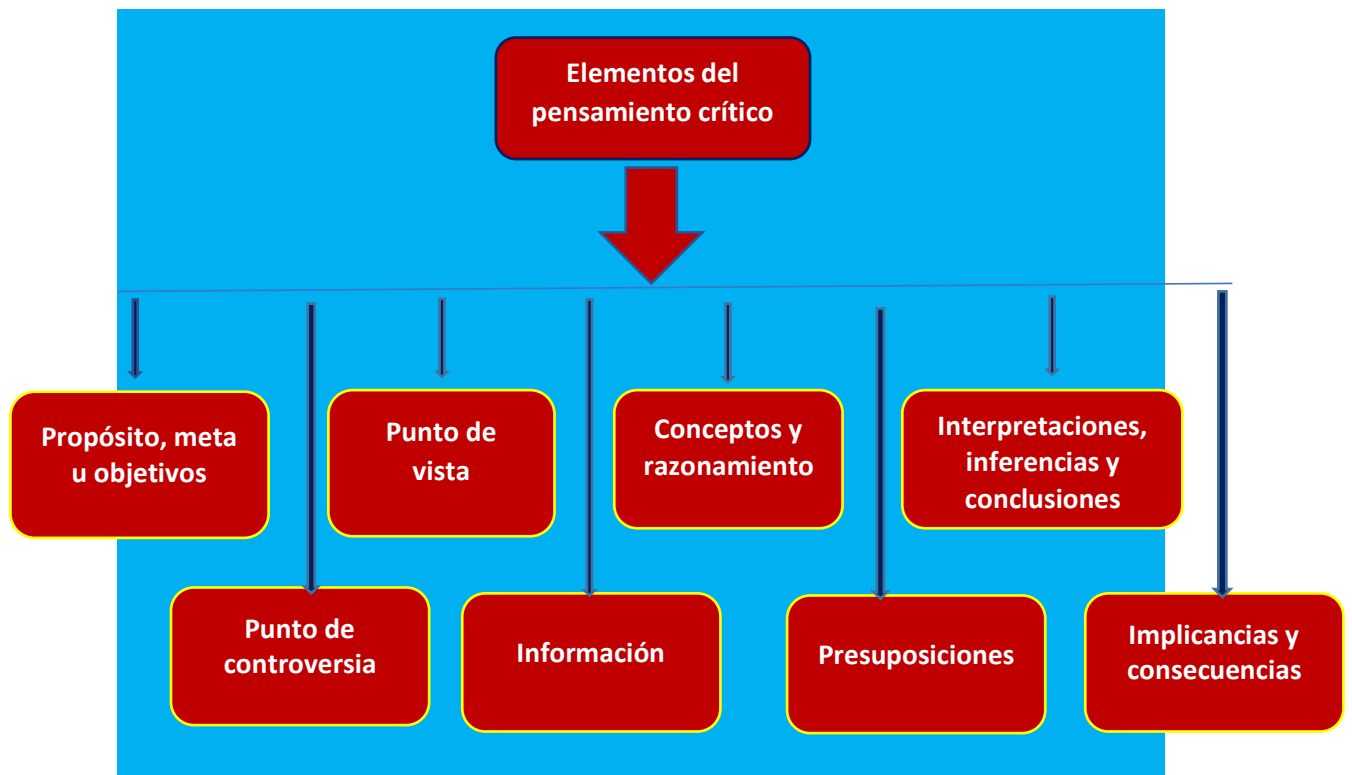 Elementos del
pensamiento crítico
Propósito, meta
u objetivos
Punto de
vista
Conceptos y
razonamiento
Interpretaciones,
inferencias y
conclusiones
Punto de
controversia
Información
Presuposiciones
Implicancias y
consecuencias